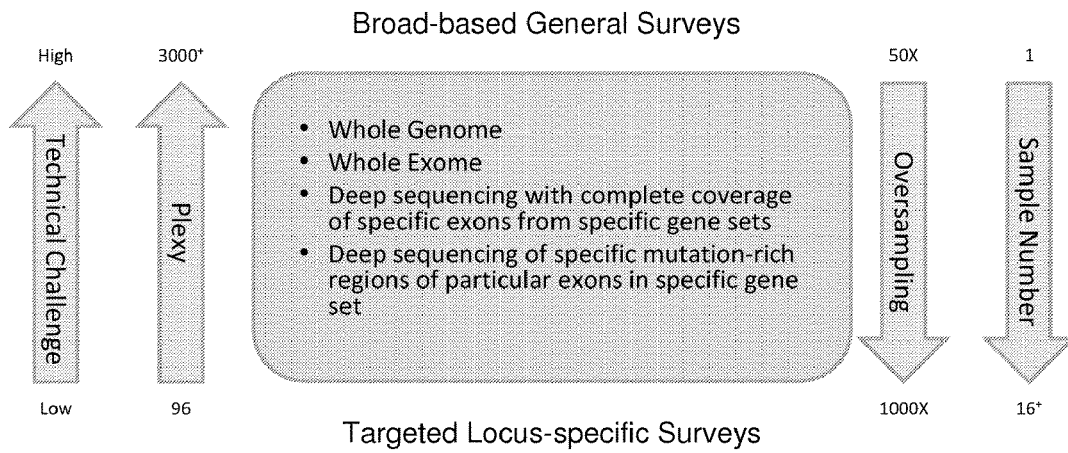 Broad-based General Surveys
High
3000⁺
50X
1
Technical Challenge
Plexy
• Whole Genome
• Whole Exome
• Deep sequencing with complete coverage
of specific exons from specific gene sets
• Deep sequencing of specific mutation-rich
regions of particular exons in specific gene
set
Oversampling
Sample Number
Low
96
1000X
16⁺
Targeted Locus-specific Surveys